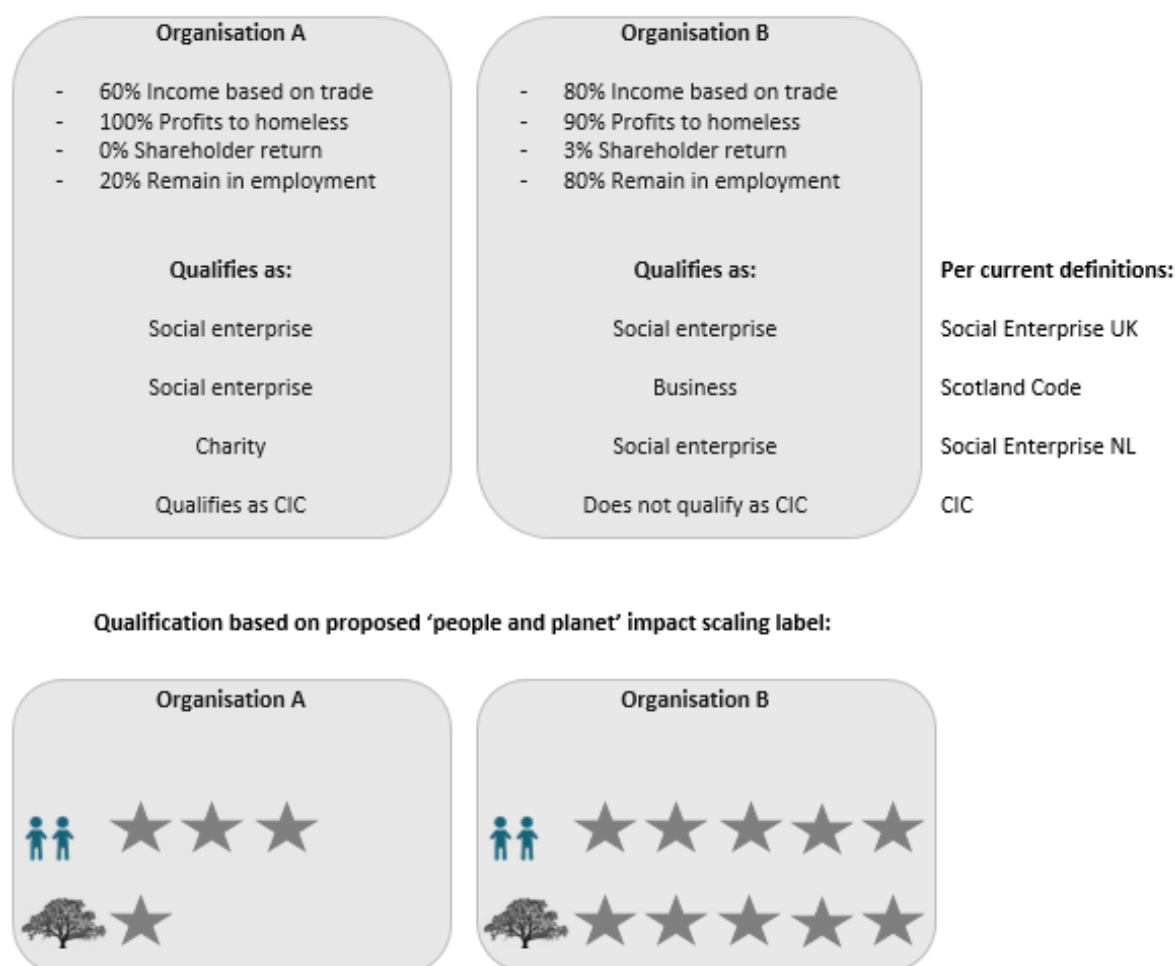 Organisation A
- 60% Income based on trade
- 100% Profits to homeless
- 0% Shareholder return
- 20% Remain in employment
Qualifies as:
Social enterprise
Social enterprise
Charity
Qualifies as CIC
Organisation B
- 80% Income based on trade
- 90% Profits to homeless
- 3% Shareholder return
- 80% Remain in employment
Qualifies as:
Social enterprise
Business
Social enterprise
Does not qualify as CIC
Per current definitions:
Social Enterprise UK
Scotland Code
Social Enterprise NL
CIC
Qualification based on proposed ‘people and planet’ impact scaling label:
Organisation A
Organisation B